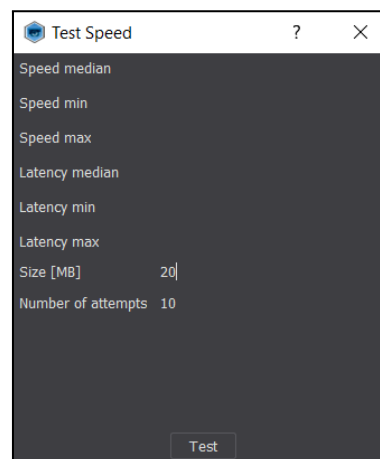 Test Speed ?
Speed median
Speed min
Speed max
Latency median
Latency min
Latency max
Size [MB] 20
Number of attempts 10
Test